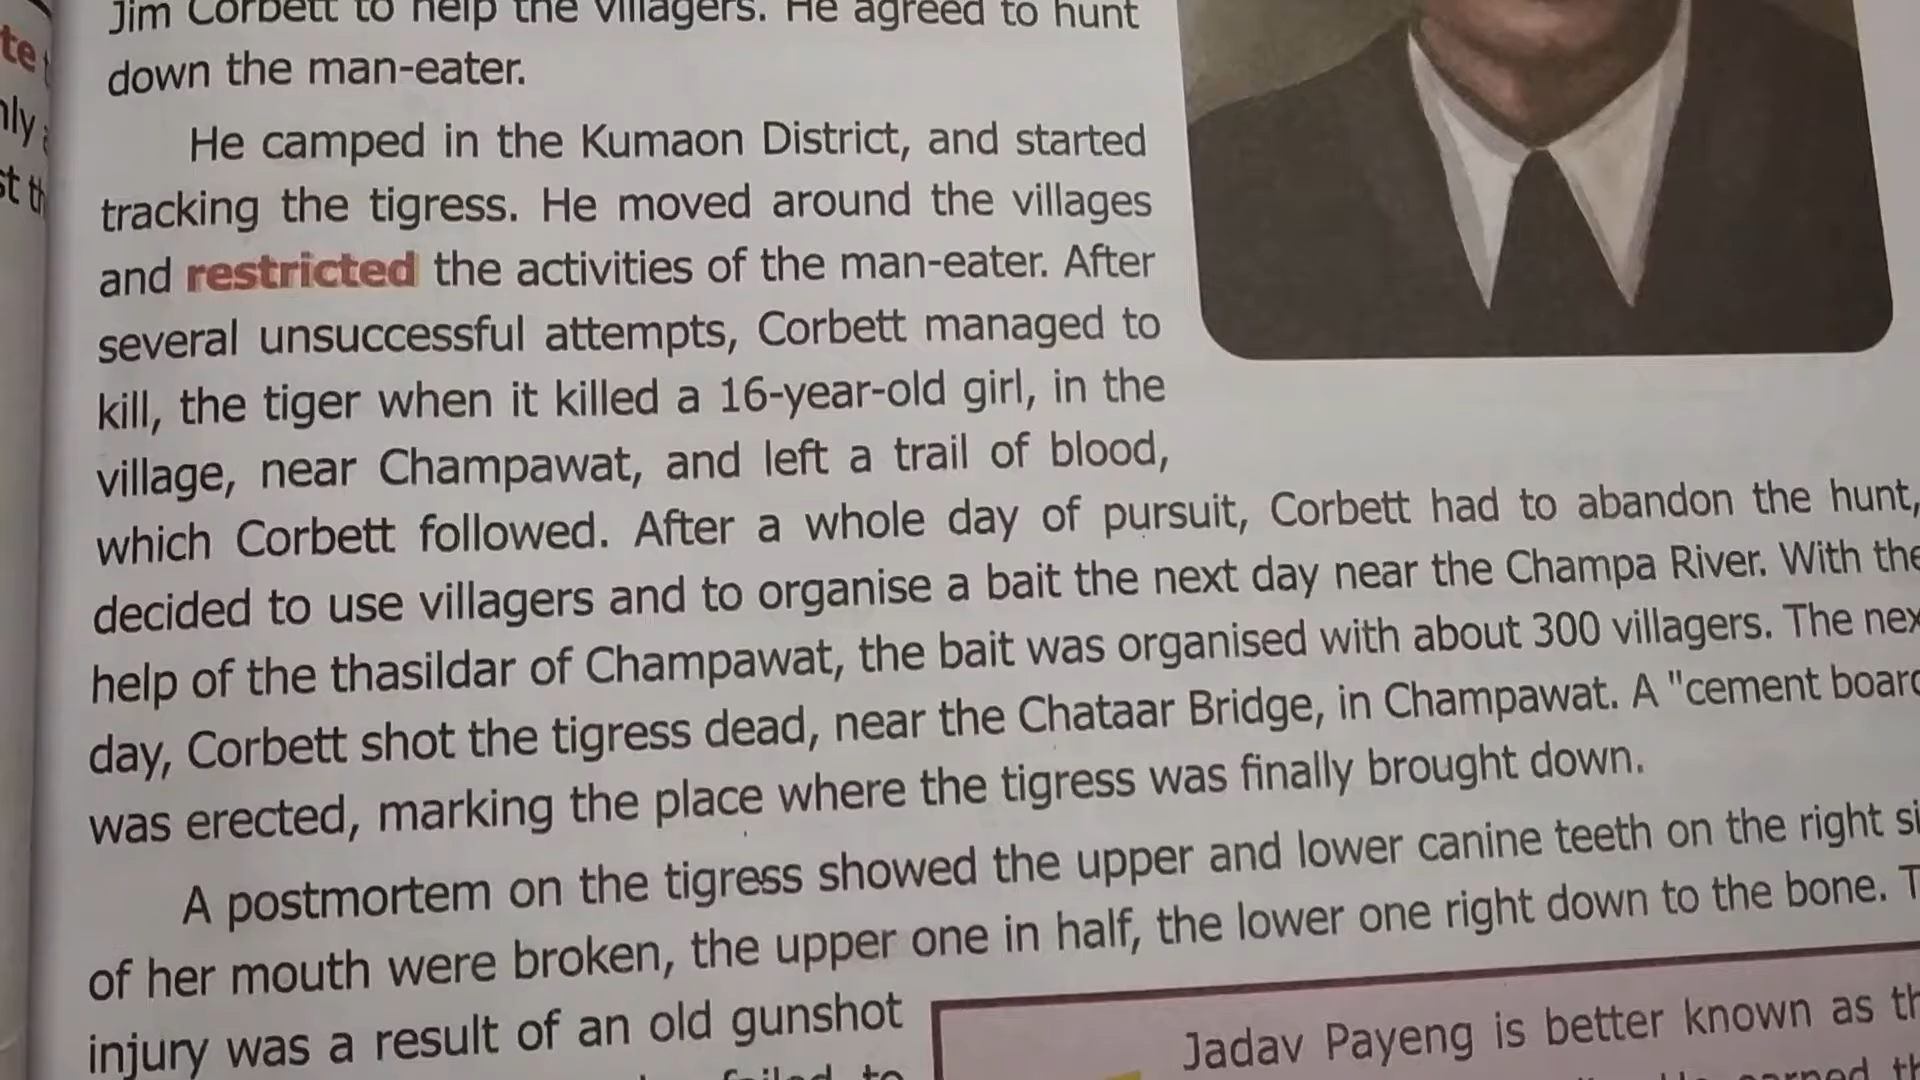 te
nly
st th
Jim Corbett to help the villagers. He agreed to hunt
down the man-eater.
He camped in the Kumaon District, and started
tracking the tigress. He moved around the villages
and restricted the activities of the man-eater. After
several unsuccessful attempts, Corbett managed to
kill, the tiger when it killed a 16-year-old girl, in the
village, near Champawat, and left a trail of blood,
which Corbett followed. After a whole day of pursuit, Corbett had to abandon the hunt,
decided to use villagers and to organise a bait the next day near the Champa River. With the
help of the thasildar of Champawat, the bait was organised with about 300 villagers. The nex
day, Corbett shot the tigress dead, near the Chataar Bridge, in Champawat. A "cement board
was erected, marking the place where the tigress was finally brought down.
A postmortem on the tigress showed the upper and lower canine teeth on the right si
of her mouth were broken, the upper one in half, the lower one right down to the bone. T
injury was a result of an old gunshot
failed to
Jadav Payeng is better known as th
earned th